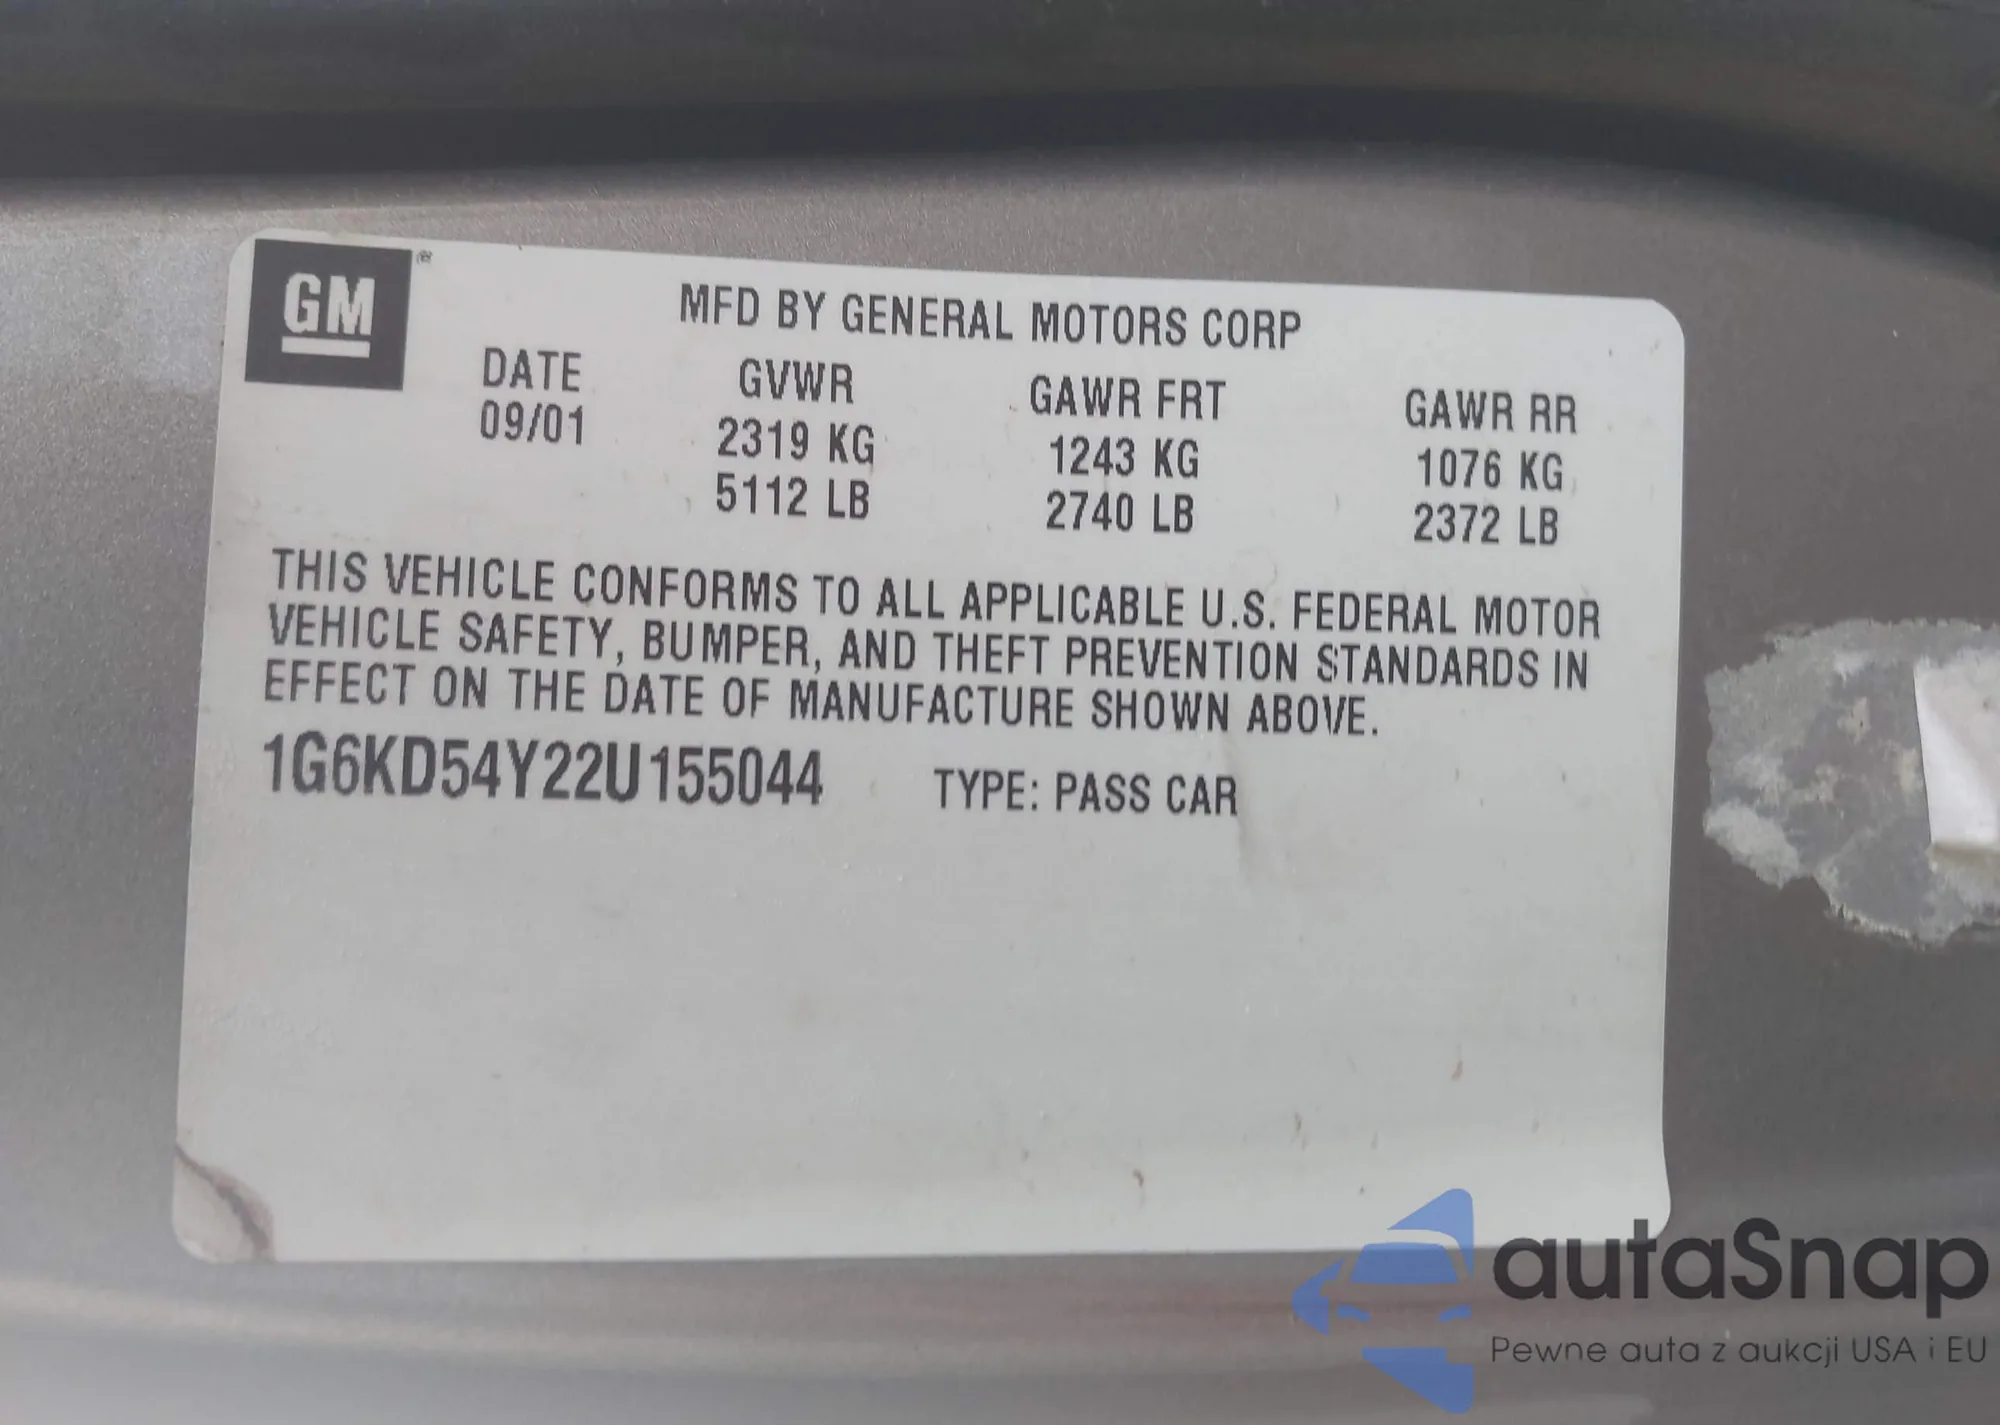 GM
MFD BY GENERAL MOTORS CORP
DATE GVWR GAWR FRT GAWR RR
09/01 2319 KG 1243 KG 1076 KG
5112 LB 2740 LB 2372 LB
THIS VEHICLE CONFORMS TO ALL APPLICABLE U.S. FEDERAL MOTOR
VEHICLE SAFETY, BUMPER, AND THEFT PREVENTION STANDARDS IN
EFFECT ON THE DATE OF MANUFACTURE SHOWN ABOVE.
1G6KD54Y22U155044 TYPE: PASS CAR
autaSnap
Pewne auta z aukcji USA i EU